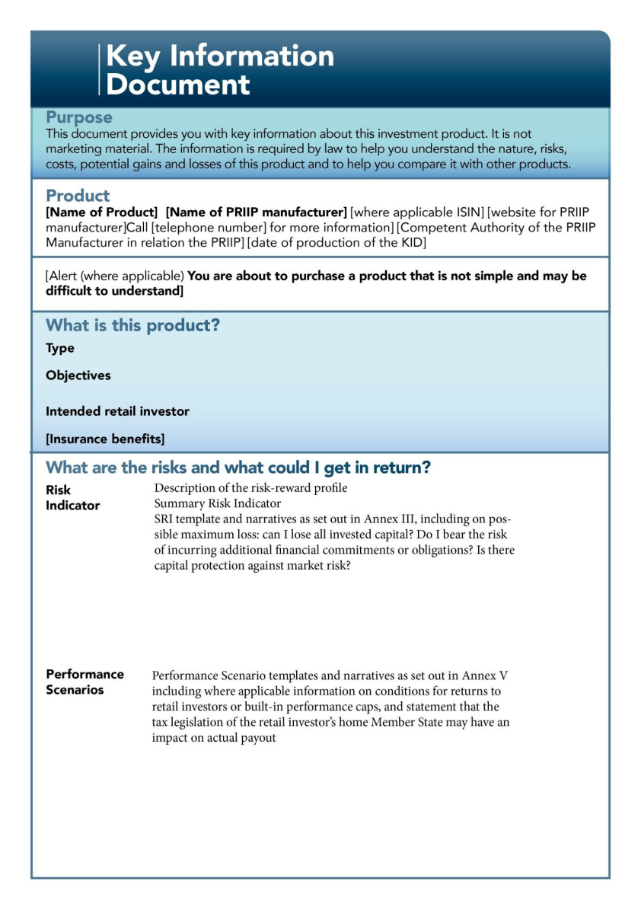 Key Information
Document
Purpose
This document provides you with key information about this investment product. It is not
marketing material. The information is required by law to help you understand the nature, risks,
costs, potential gains and losses of this product and to help you compare it with other products.
Product
[Name of Product] [Name of PRIIP manufacturer] [where applicable ISIN] [website for PRIIP
manufacturer]Call [telephone number] for more information] [Competent Authority of the PRIIP
Manufacturer in relation the PRIIP] [date of production of the KID]
[Alert (where applicable) You are about to purchase a product that is not simple and may be
difficult to understand]
What is this product?
Type
Objectives
Intended retail investor
[Insurance benefits]
What are the risks and what could I get in return?
Risk
Indicator
Description of the risk-reward profile
Summary Risk Indicator
SRI template and narratives as set out in Annex III, including on pos-
sible maximum loss: can I lose all invested capital? Do I bear the risk
of incurring additional financial commitments or obligations? Is there
capital protection against market risk?
Performance
Scenarios
Performance Scenario templates and narratives as set out in Annex V
including where applicable information on conditions for returns to
retail investors or built-in performance caps, and statement that the
tax legislation of the retail investor's home Member State may have an
impact on actual payout